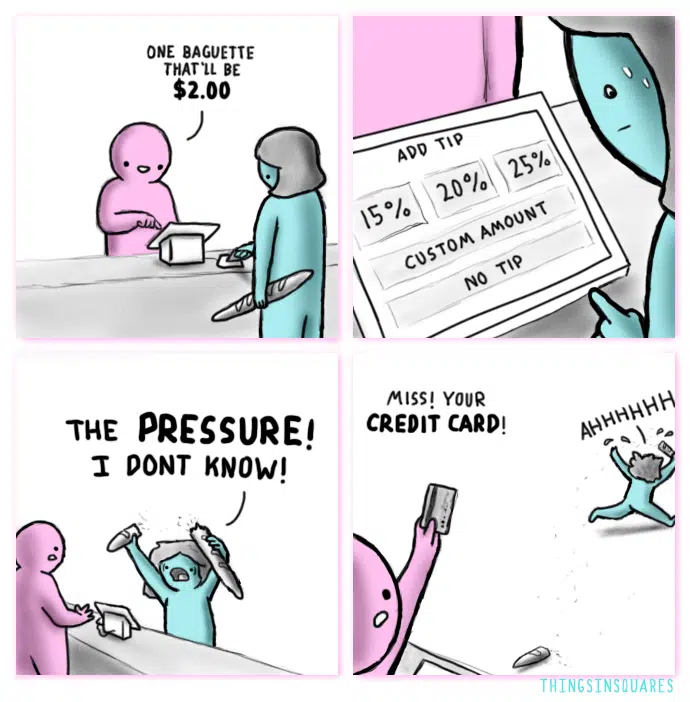 ONE BAGUETTE
THAT'LL BE
$2.00
ADD TIP
15%
20%
25%
CUSTOM AMOUNT
NO TIP
THE PRESSURE!
I DONT KNOW!
MISS! YOUR
CREDIT CARD!
AHHHHHH
THINGSINSQUARES